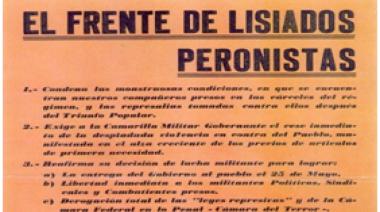 EL FRENTE DE LISIADOS
PERONISTAS
1.- Condena las monstruosas condiciones, en que se encuen-
tran nuestros compañeros presos en las cárceles del ré-
gimen, y las represalias tomadas contra ellos después
del Triunfo Popular.
2.- Exige a la Camarilla Militar Gobernante el cese inmedia-
to de la despiadada violencia en contra del Pueblo, ma-
nifestada en el alza creciente de los precios de artículos
de primera necesidad.
3.- Reafirma su decisión de lucha militante para lograr:
a) La entrega del Gobierno al pueblo el 25 de Mayo.
b) Libertad inmediata a los militantes Políticos, Sindi-
cales y Combatientes presos.
c) Derogación total de las "leyes represivas" y de la Cá-
mara Federal en lo Penal - Cámara del Terror -.